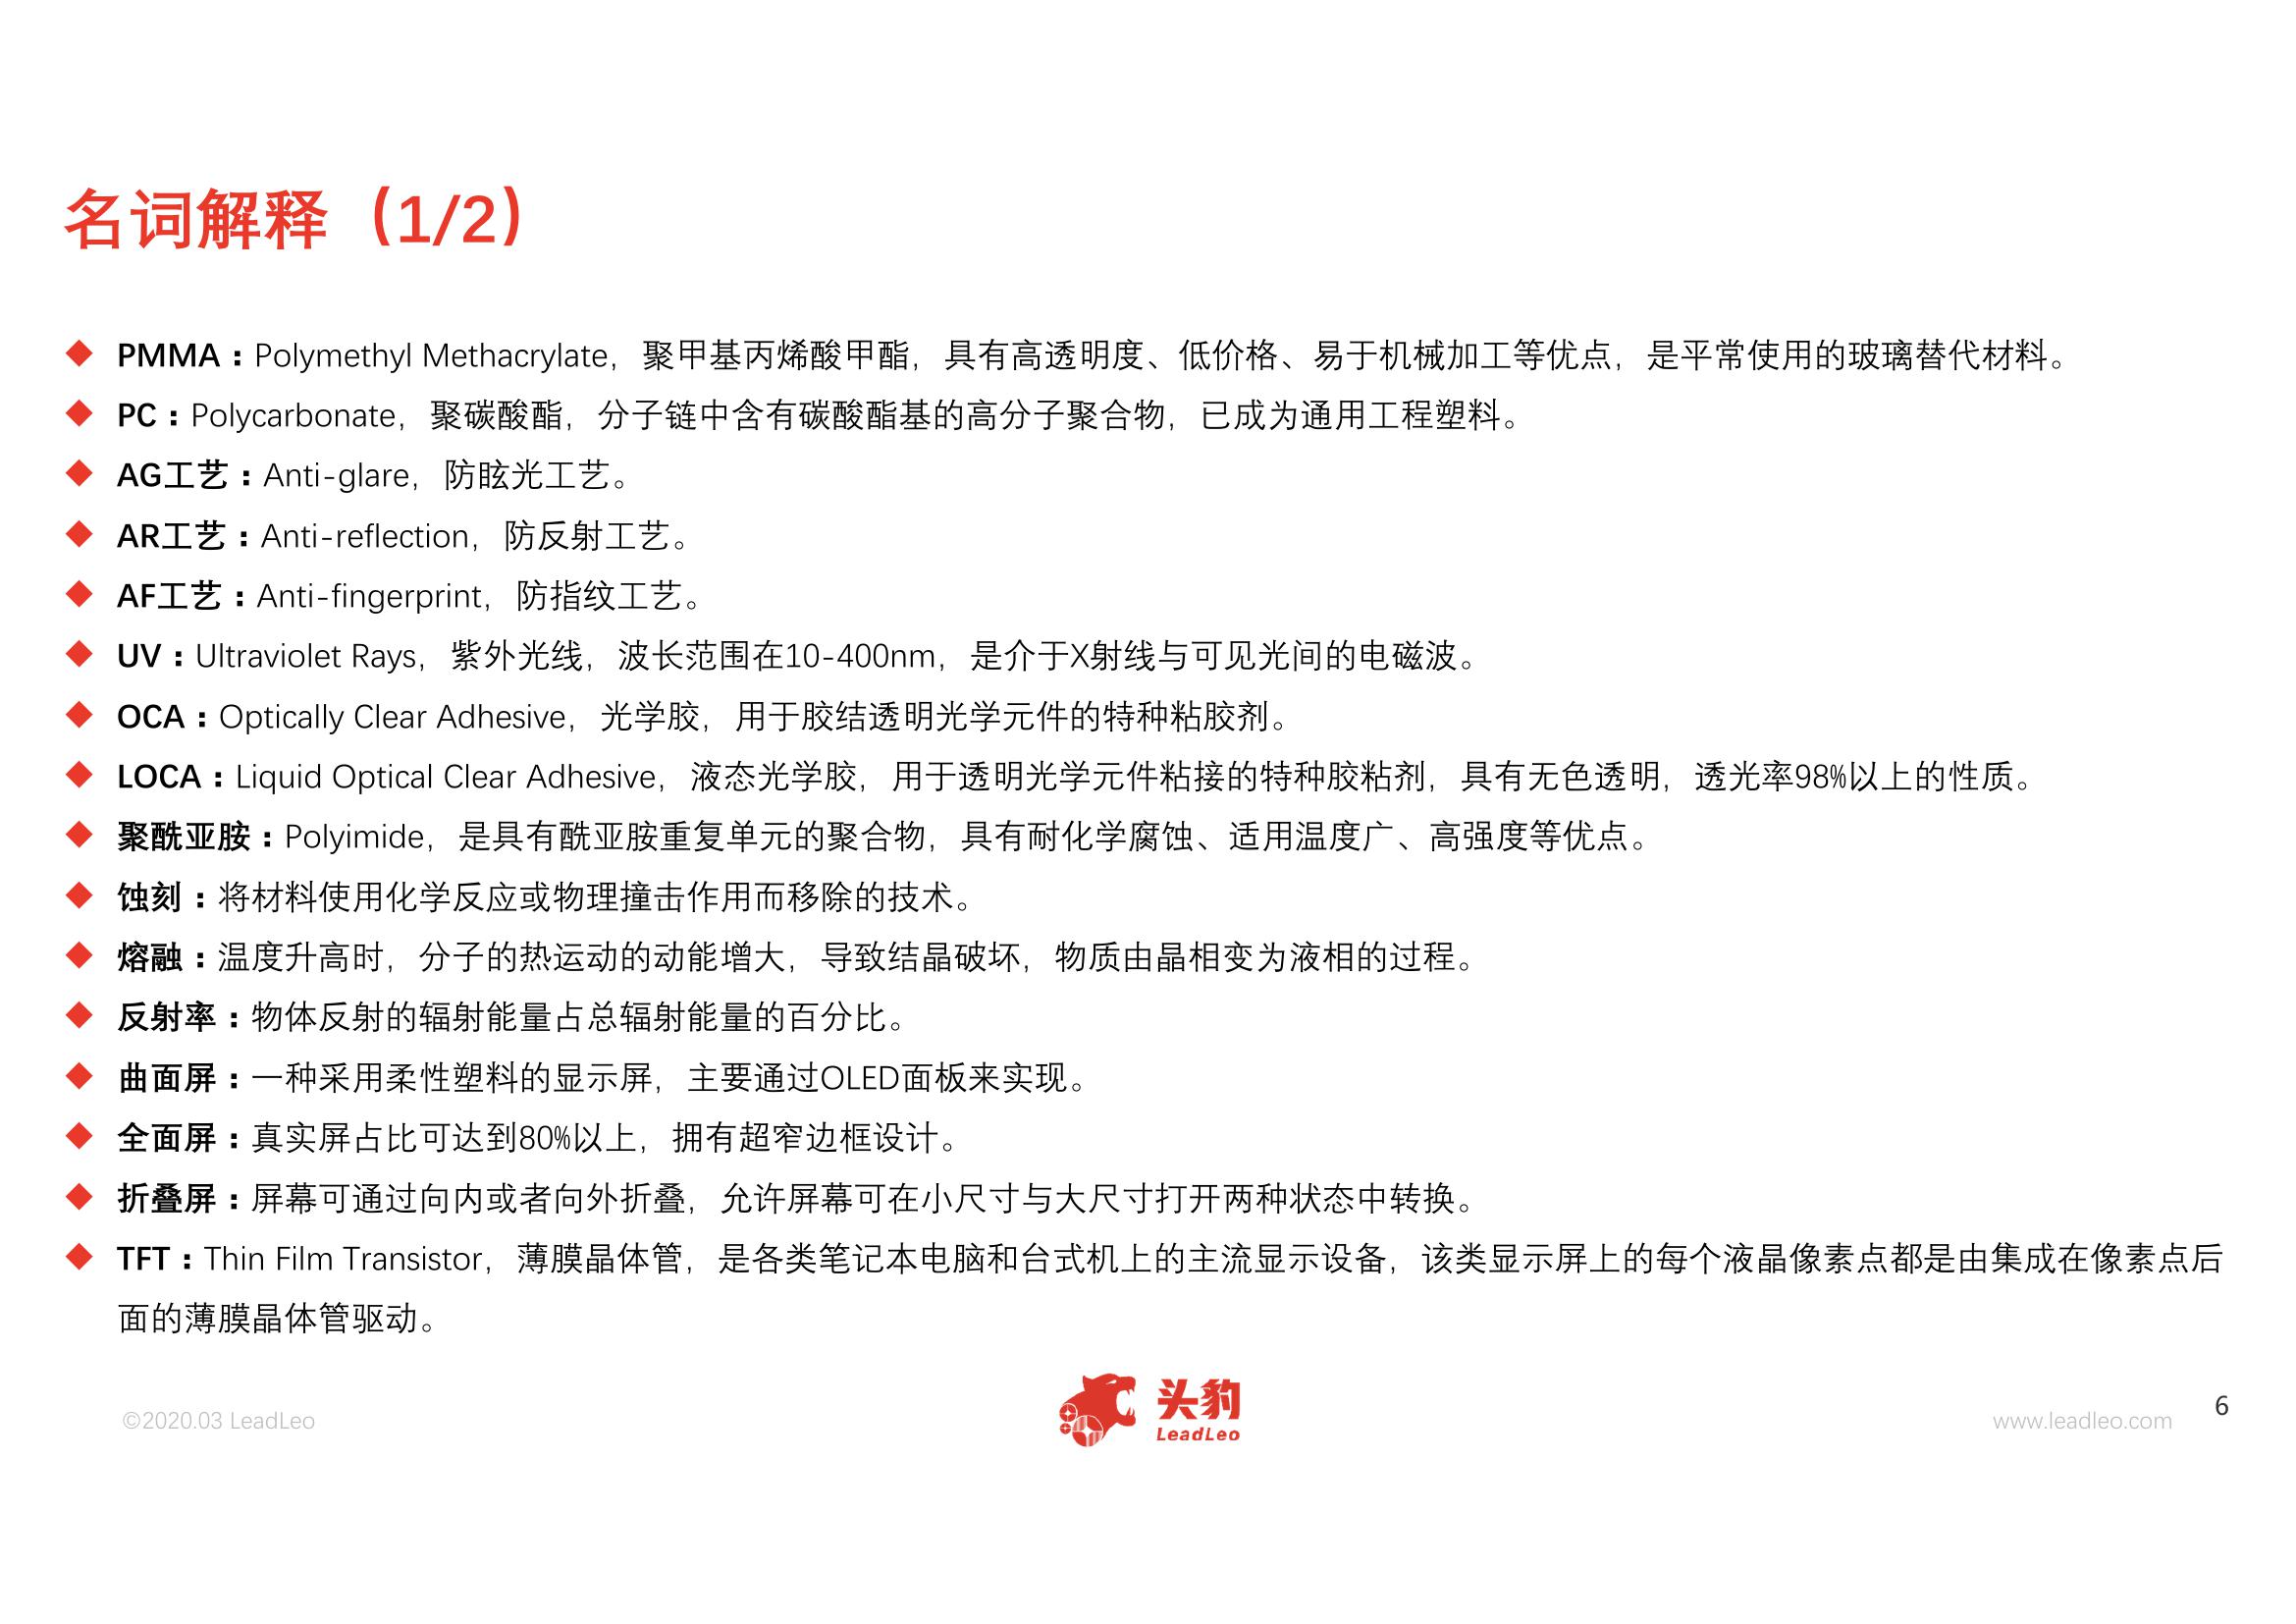 名词解释（1/2）
PMMA：Polymethyl Methacrylate，聚甲基丙烯酸甲酯，具有高透明度、低价格、易于机械加工等优点，是平常使用的玻璃替代材料。
PC：Polycarbonate，聚碳酸酯，分子链中含有碳酸酯基的高分子聚合物，已成为通用工程塑料。
AG工艺：Anti-glare，防眩光工艺。
AR工艺：Anti-reflection，防反射工艺。
AF工艺：Anti-fingerprint，防指纹工艺。
UV：Ultraviolet Rays，紫外光线，波长范围在10-400nm，是介于X射线与可见光间的电磁波。
OCA：Optically Clear Adhesive，光学胶，用于胶结透明光学元件的特种粘胶剂。
LOCA：Liquid Optical Clear Adhesive，液态光学胶，用于透明光学元件粘接的特种胶粘剂，具有无色透明，透光率98%以上的性质。
聚酰亚胺：Polyimide，是具有酰亚胺重复单元的聚合物，具有耐化学腐蚀、适用温度广、高强度等优点。
蚀刻：将材料使用化学反应或物理撞击作用而移除的技术。
熔融：温度升高时，分子的热运动的动能增大，导致结晶破坏，物质由晶相变为液相的过程。
反射率：物体反射的辐射能量占总辐射能量的百分比。
曲面屏：一种采用柔性塑料的显示屏，主要通过OLED面板来实现。
全面屏：真实屏占比可达到80%以上，拥有超窄边框设计。
折叠屏：屏幕可通过向内或者向外折叠，允许屏幕可在小尺寸与大尺寸打开两种状态中转换。
TFT：Thin Film Transistor，薄膜晶体管，是各类笔记本电脑和台式机上的主流显示设备，该类显示屏上的每个液晶像素点都是由集成在像素点后
面的薄膜晶体管驱动。
©2020.03 LeadLeo
头豹
LeadLeo
www.leadleo.com
6